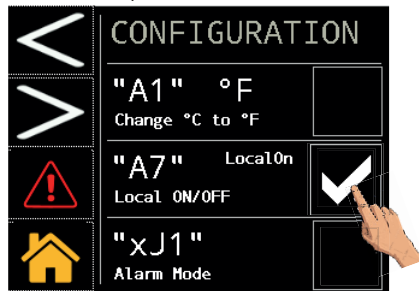 CONFIGURATION
"A1" °F
Change °C to °F
"A7" LocalOn
Local ON/OFF
"xJ1"
Alarm Mode